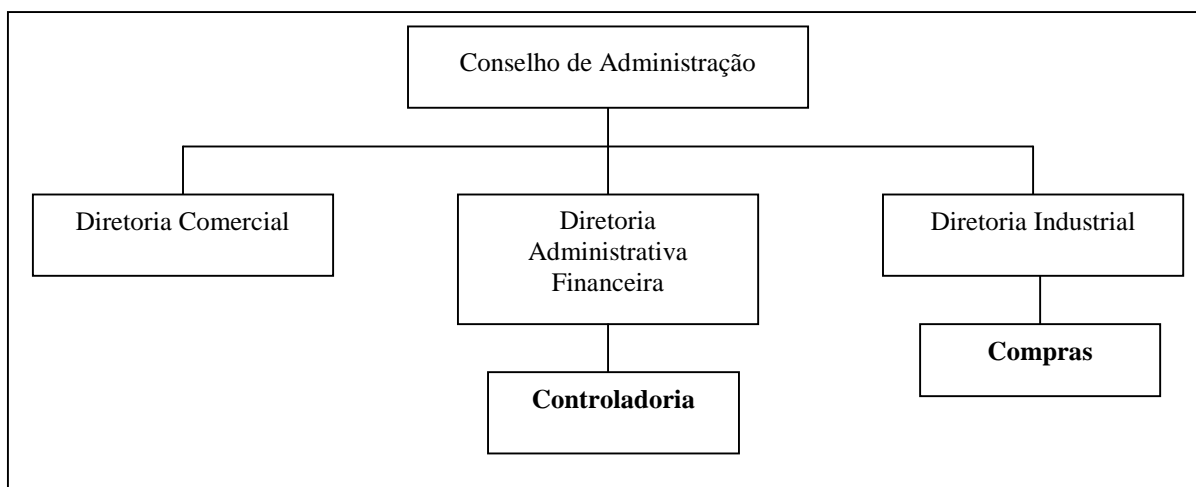 Conselho de Administração
Diretoria Comercial
Diretoria
Administrativa
Financeira
Diretoria Industrial
Compras
Controladoria